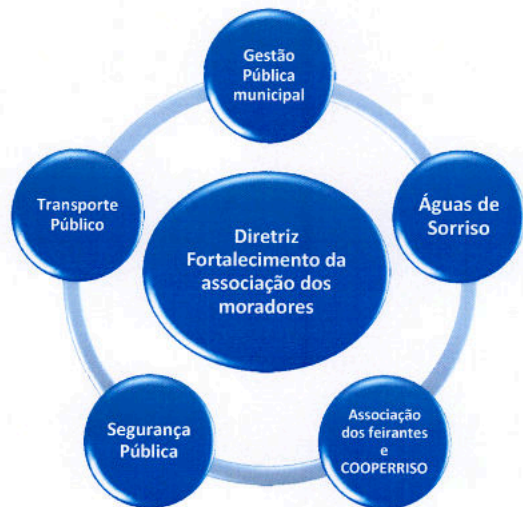 Gestão
Pública
municipal
Águas de
Sorriso
Transporte
Público
Diretriz
Fortalecimento da
associação dos
moradores
Segurança
Pública
Associação
dos feirantes
e
COOPERRISO